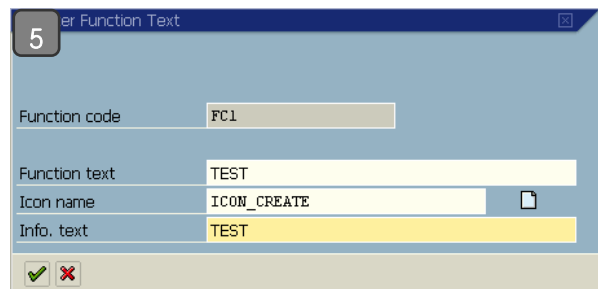 er Function Text
5
Function code FC1
Function text TEST
Icon name ICON_CREATE
Info. text TEST